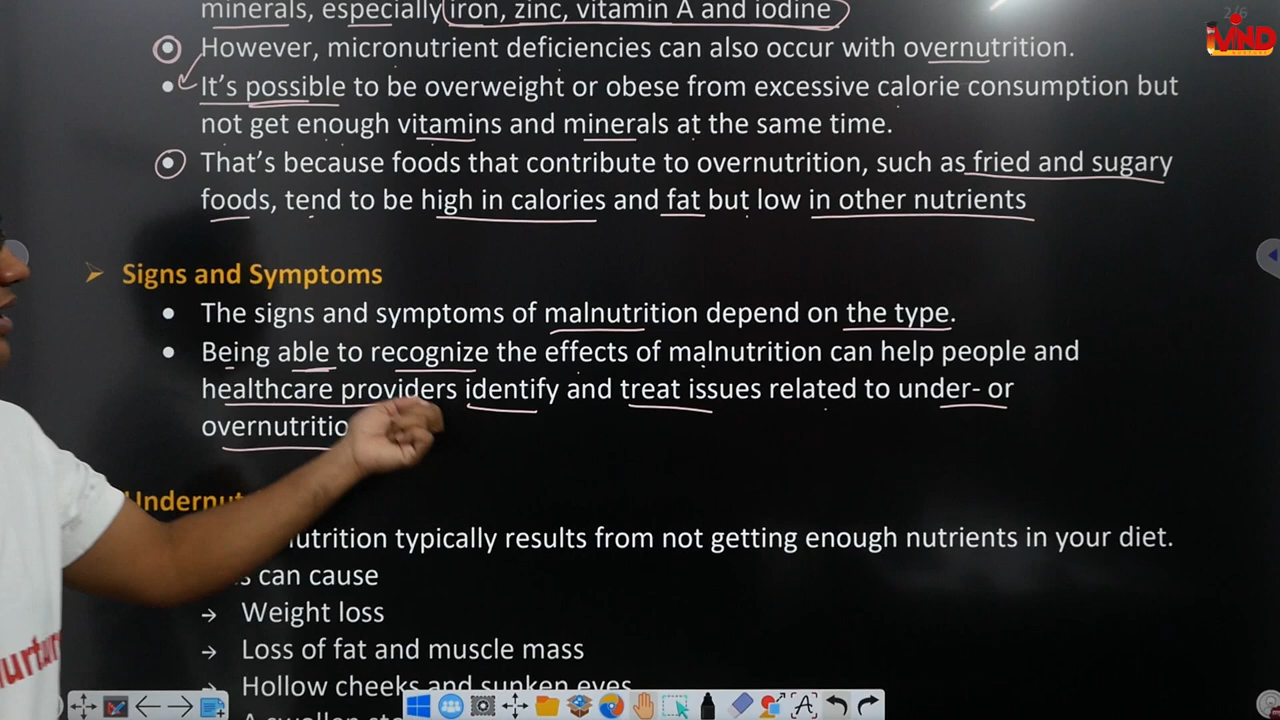 minerals, especially iron, zinc, vitamin A and iodine
2/6
However, micronutrient deficiencies can also occur with overnutrition.
It's possible to be overweight or obese from excessive calorie consumption but
not get enough vitamins and minerals at the same time.
That's because foods that contribute to overnutrition, such as fried and sugary
foods, tend to be high in calories and fat but low in other nutrients
Signs and Symptoms
The signs and symptoms of malnutrition depend on the type.
Being able to recognize the effects of malnutrition can help people and
healthcare providers identify and treat issues related to under- or
overnutritio
Undernut
nutrition typically results from not getting enough nutrients in your diet.
s can cause
→ Weight loss
→ Loss of fat and muscle mass
→ Hollow cheeks and sunken eyes
A swollen sto